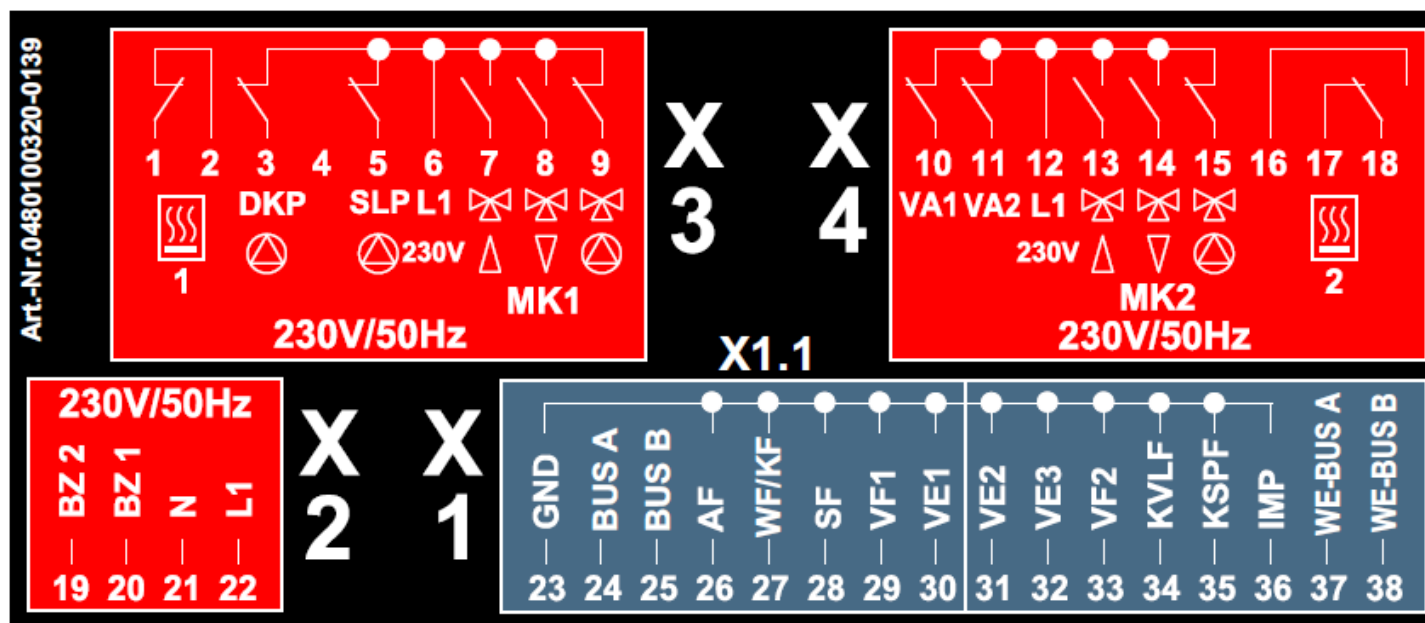 Art.-Nr.0480100320-0139
1 2 3 4 5 6 7 8 9
DKP SLP L1
230V
1
MK1
230V/50Hz
X
3
X
4
10 11 12 13 14 15 16 17 18
VA1 VA2 L1
230V
2
MK2
230V/50Hz
X1.1
230V/50Hz
BZ 2 BZ 1 N L1
19 20 21 22
X
2
X
1
GND BUS A BUS B AF WF/KF SF VF1 VE1 VE2 VE3 VF2 KVLF KSPF IMP WE-BUS A WE-BUS B
23 24 25 26 27 28 29 30 31 32 33 34 35 36 37 38